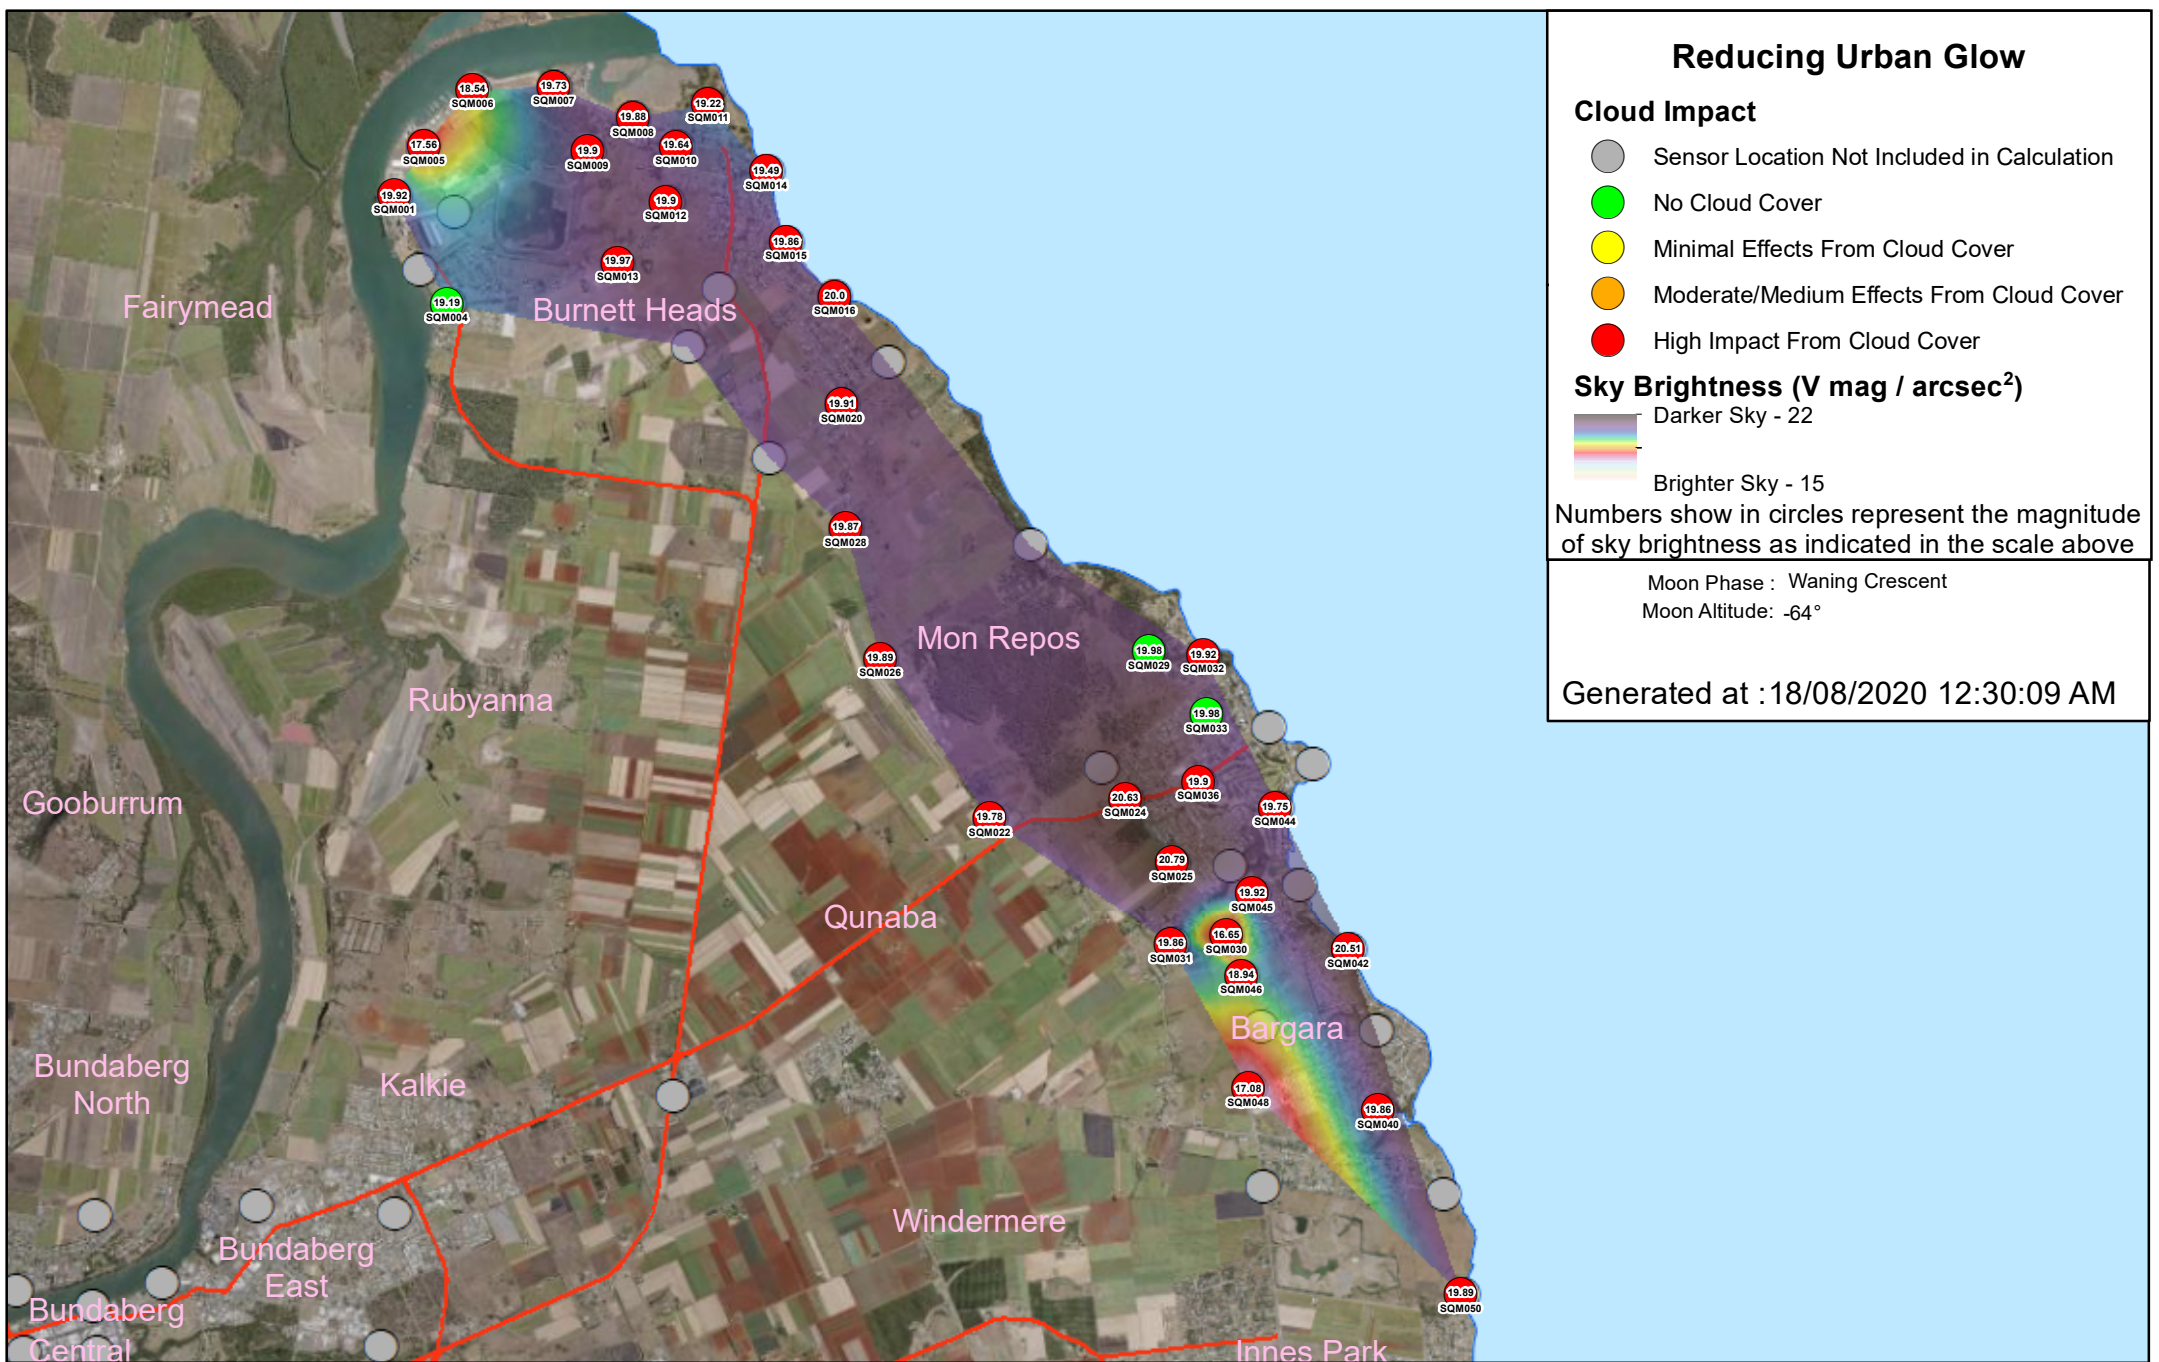 Reducing Urban Glow
Cloud Impact
Sensor Location Not Included in Calculation
No Cloud Cover
Minimal Effects From Cloud Cover
Moderate/Medium Effects From Cloud Cover
High Impact From Cloud Cover
Sky Brightness (V mag / arcsec²)
Darker Sky - 22
Brighter Sky - 15
Numbers show in circles represent the magnitude
of sky brightness as indicated in the scale above
Moon Phase : Waning Crescent
Moon Altitude: -64°
Generated at :18/08/2020 12:30:09 AM
18.54
SQM006
19.73
SQM007
19.88
SQM008
19.22
SQM011
17.56
SQM005
19.9
SQM009
19.64
SQM010
19.49
SQM014
19.92
SQM001
19.9
SQM012
19.86
SQM015
19.97
SQM013
19.19
SQM004
20.0
SQM016
Fairymead
Burnett Heads
19.91
SQM020
19.87
SQM028
Mon Repos
19.89
SQM026
19.98
SQM029
19.92
SQM032
Rubyanna
19.98
SQM033
Gooburrum
19.9
SQM036
20.63
SQM024
19.75
SQM044
19.78
SQM022
20.79
SQM025
19.92
SQM045
Qunaba
19.86
SQM031
16.65
SQM030
20.51
SQM042
18.94
SQM046
Bargara
Bundaberg
North
Kalkie
17.08
SQM048
19.86
SQM040
Windermere
Bundaberg
East
19.89
SQM050
Bundaberg
Central
Innes Park